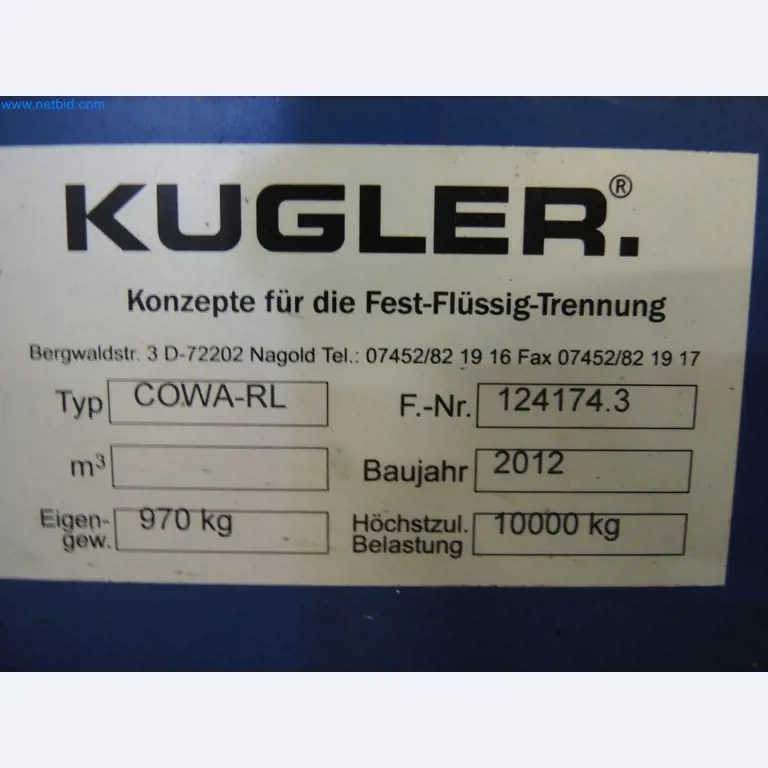 www.netbid.com
KUGLER.®
Konzepte für die Fest-Flüssig-Trennung
Bergwaldstr. 3 D-72202 Nagold Tel.: 07452/82 19 16 Fax 07452/82 19 17
Typ COWA-RL F.-Nr. 124174.3
m³ Baujahr 2012
Eigen- 970 kg Höchstzul. 10000 kg
gew. Belastung